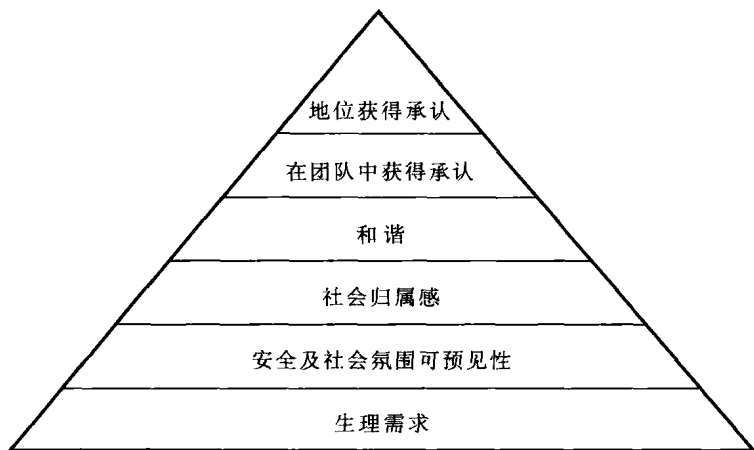 地位获得承认
在团队中获得承认
和谐
社会归属感
安全及社会氛围可预见性
生理需求